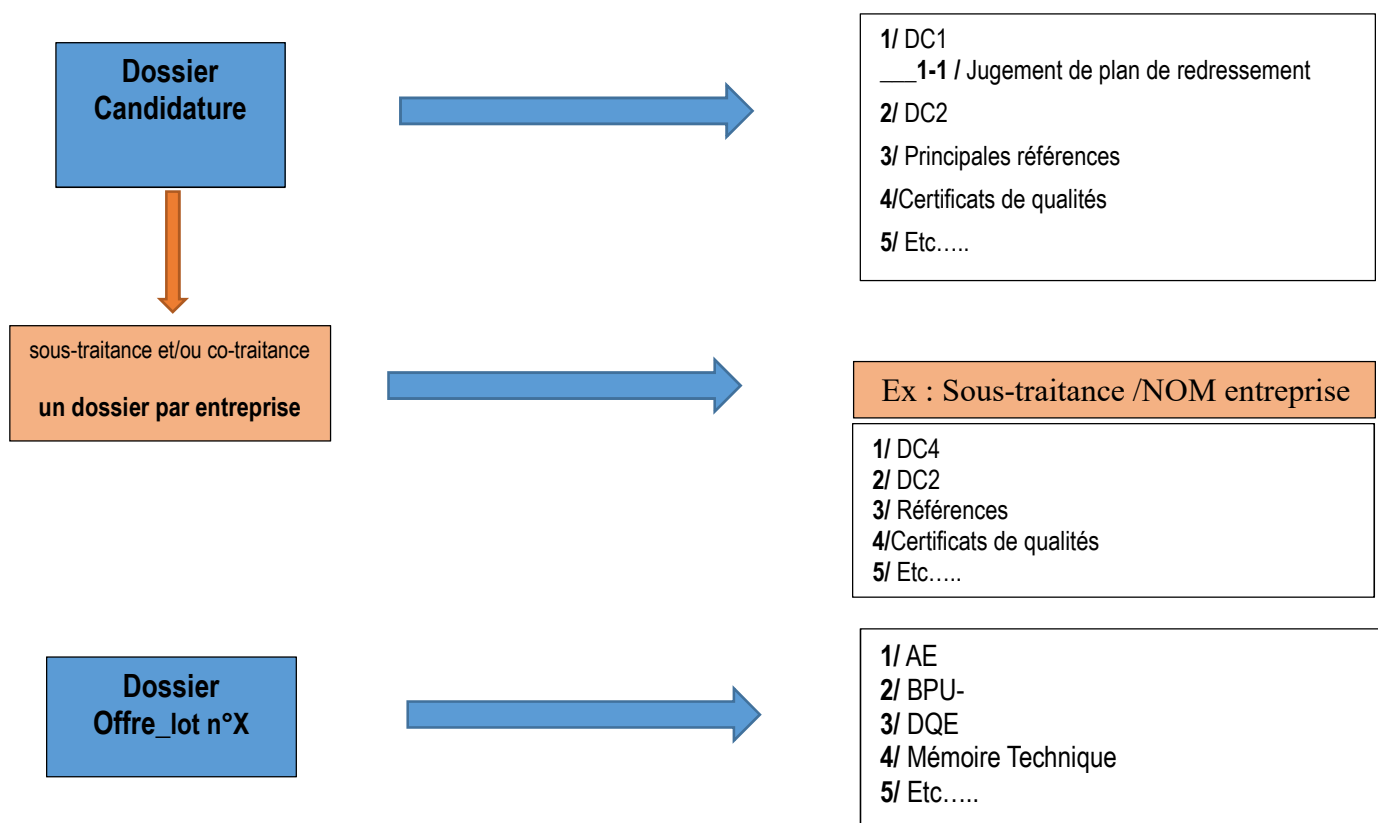 Dossier
Candidature
1/ DC1
___1-1 / Jugement de plan de redressement
2/ DC2
3/ Principales références
4/Certificats de qualités
5/ Etc…..
sous-traitance et/ou co-traitance
un dossier par entreprise
Ex : Sous-traitance /NOM entreprise
1/ DC4
2/ DC2
3/ Références
4/Certificats de qualités
5/ Etc…..
Dossier
Offre_lot n°X
1/ AE
2/ BPU-
3/ DQE
4/ Mémoire Technique
5/ Etc…..